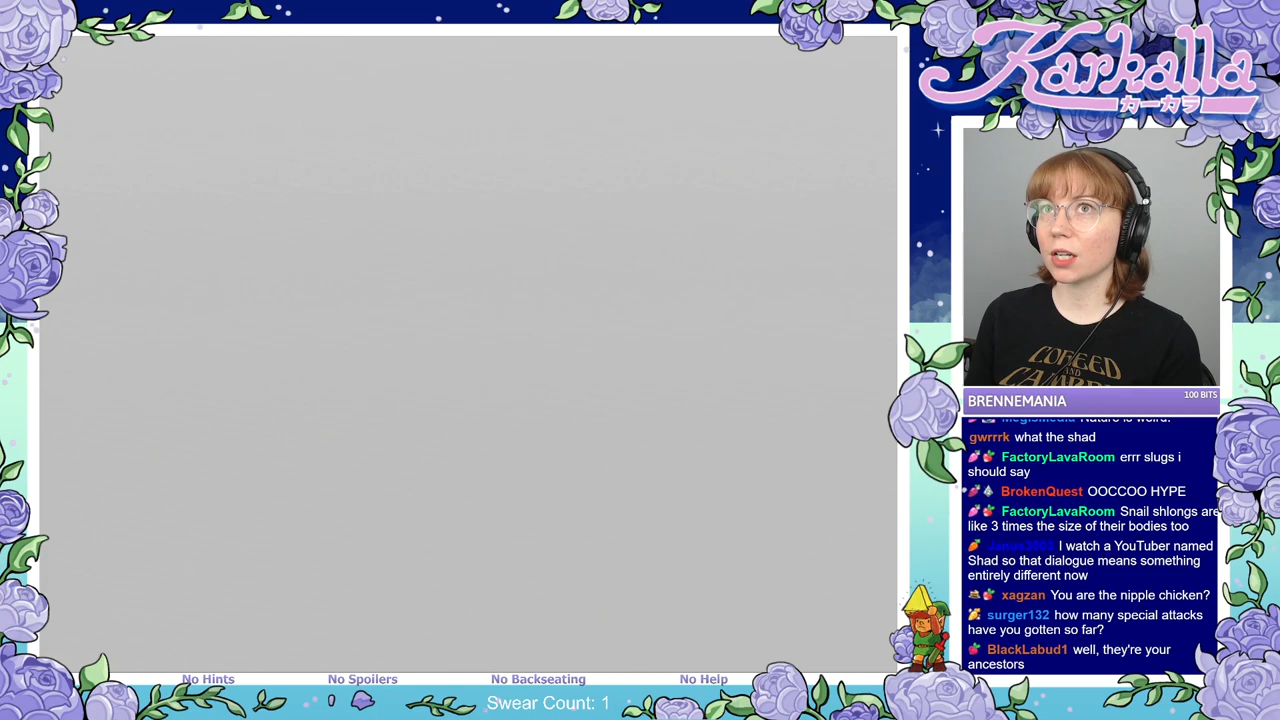 Karkalla
カーカラ
COHEED
AND
BRENNEMANIA
100 BITS
gwrrrk what the shad
FactoryLavaRoom errr slugs i
should say
BrokenQuest OOCCOO HYPE
FactoryLavaRoom Snail shlongs are
like 3 times the size of their bodies too
I watch a YouTuber named
Shad so that dialogue means something
entirely different now
xagzan You are the nipple chicken?
surger132 how many special attacks
have you gotten so far?
BlackLabud1 well, they're your
ancestors
No Hints
No Spoilers
No Backseating
No Help
Swear Count: 1